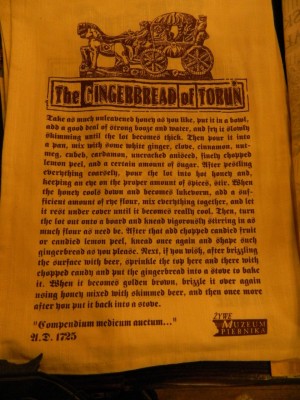 The GINGERBREAD of TORUŃ
Take as much unleavened honey as you like, put it in a bowl,
add a good deal of strong booze and water, and fry it slowly
skimming until the lot becomes thick. Then pour it into
a pan, mix with some white ginger, clove, cinnamon, nut-
meg, cubeb, cardamon, uncrached aniseed, finely chopped
lemon peel, and a cerrain amount of sugar. After pestling
everything coarsely, pour the lot into hot honey and,
keeping an eye on the proper amount of spices, stir. When
the honey cools down and becomes lukewarm, add a suf-
ficient amount of rye flour, mix everything together, and let
it rest under cover until it becomes really cool. Then, turn
the lot out onto a board and knead vigorously stirring in as
much flour as need be. After that add chopped candied fruit
or candied lemon peel, knead once again and shape such
gingerbread as you please. Next, if you wish, after brizzling
the surface with beer, sprinkle the top here and there with
chopped candy and put the gingerbread into a stove to bake
it. When it becomes golden brown, brizzle it over again
using honey mixed with skimmed beer, and then once more
after you put it back into a stove.
"Compendium medicum auctum..."
A.D. 1725
ŻYWE
MUZEUM
PIERNIKA